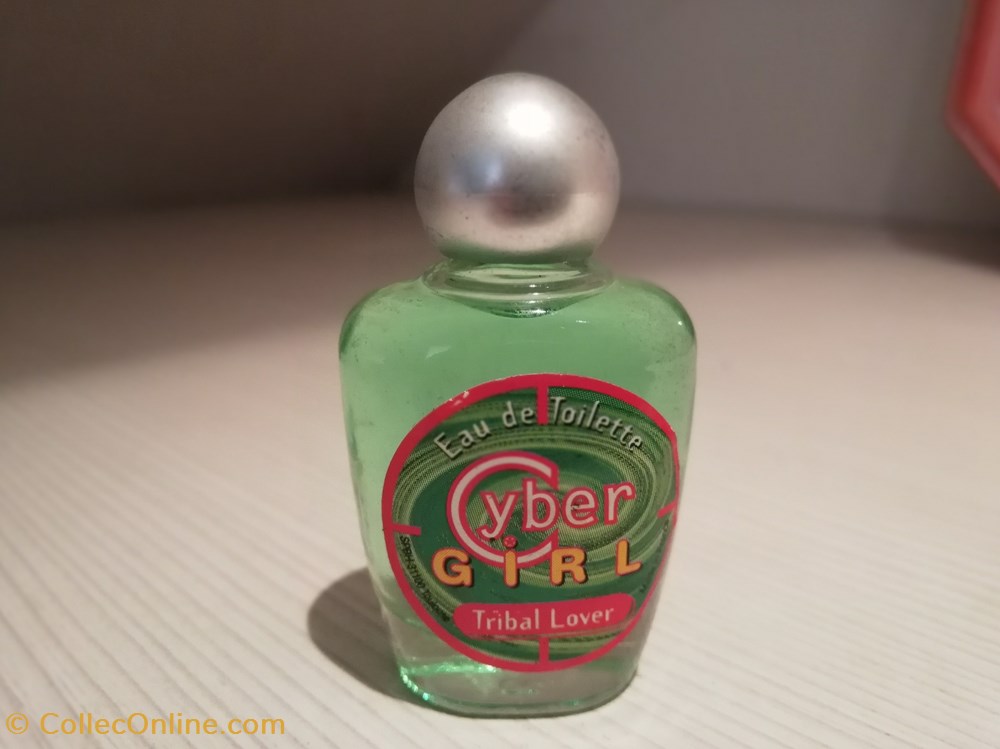 Eau de Toilette
Cyber
GiRL
Tribal Lover
© CollecOnline.com